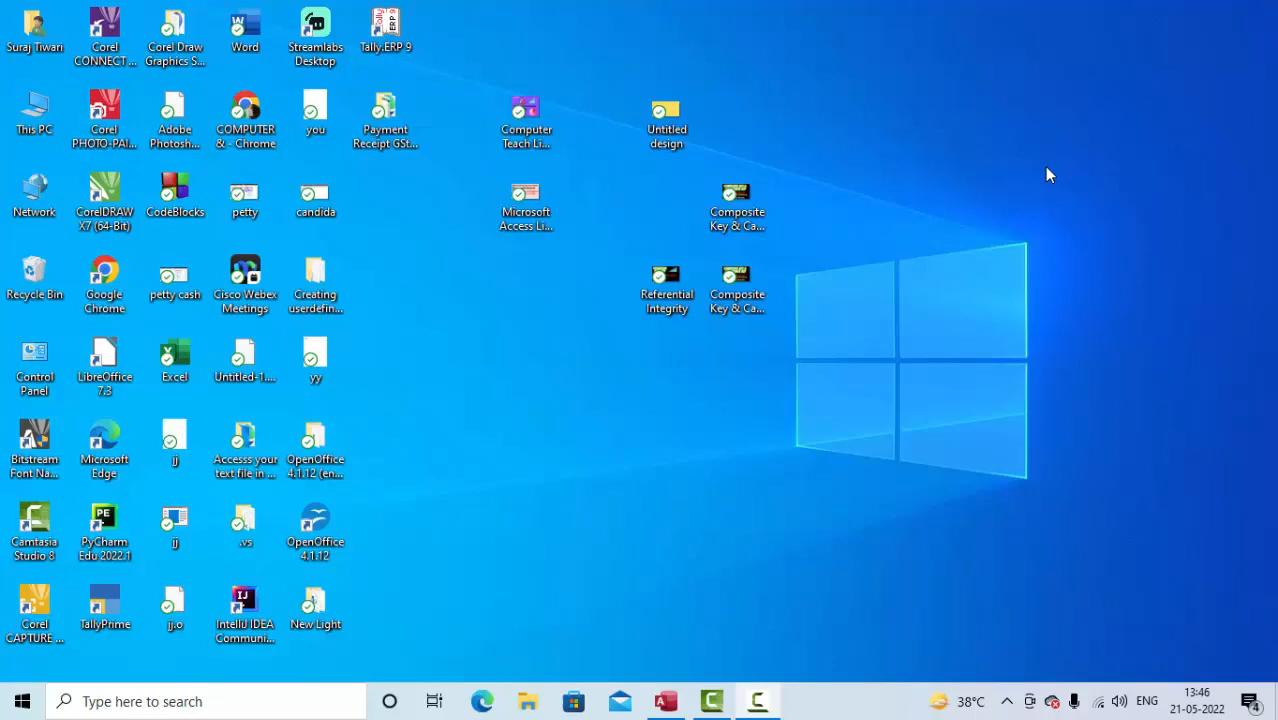 Suraj Tiwari
Corel
CONNECT ...
Corel Draw
Graphics S...
Word
Streamlabs
Desktop
Tally.ERP 9
This PC
Corel
PHOTO-PAI...
Adobe
Photosh...
COMPUTER
& - Chrome
you
Payment
Receipt GSt...
Computer
Teach Li...
Untitled
design
Network
CorelDRAW
X7 (64-Bit)
CodeBlocks
petty
candida
Microsoft
Access Li...
Composite
Key & Ca...
Recycle Bin
Google
Chrome
petty cash
Cisco Webex
Meetings
Creating
userdefin...
Referential
Integrity
Composite
Key & Ca...
Control
Panel
LibreOffice
7.3
Excel
Untitled-1....
yy
Bitstream
Font Na...
Microsoft
Edge
jj
Accesss your
text file in ...
OpenOffice
4.1.12 (en...
Camtasia
Studio 8
PyCharm
Edu 2022.1
jj
.vs
OpenOffice
4.1.12
Corel
CAPTURE ...
TallyPrime
jj.o
IntelliJ IDEA
Communi...
New Light
Type here to search
38°C
ENG
13:46
21-05-2022
4